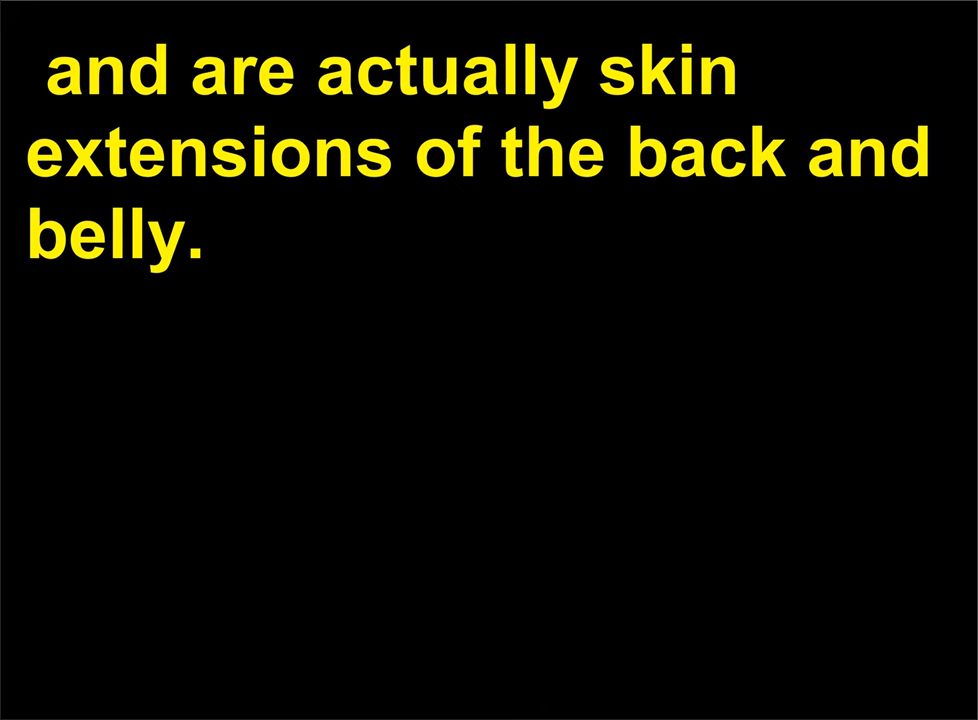 and are actually skin
extensions of the back and
belly.